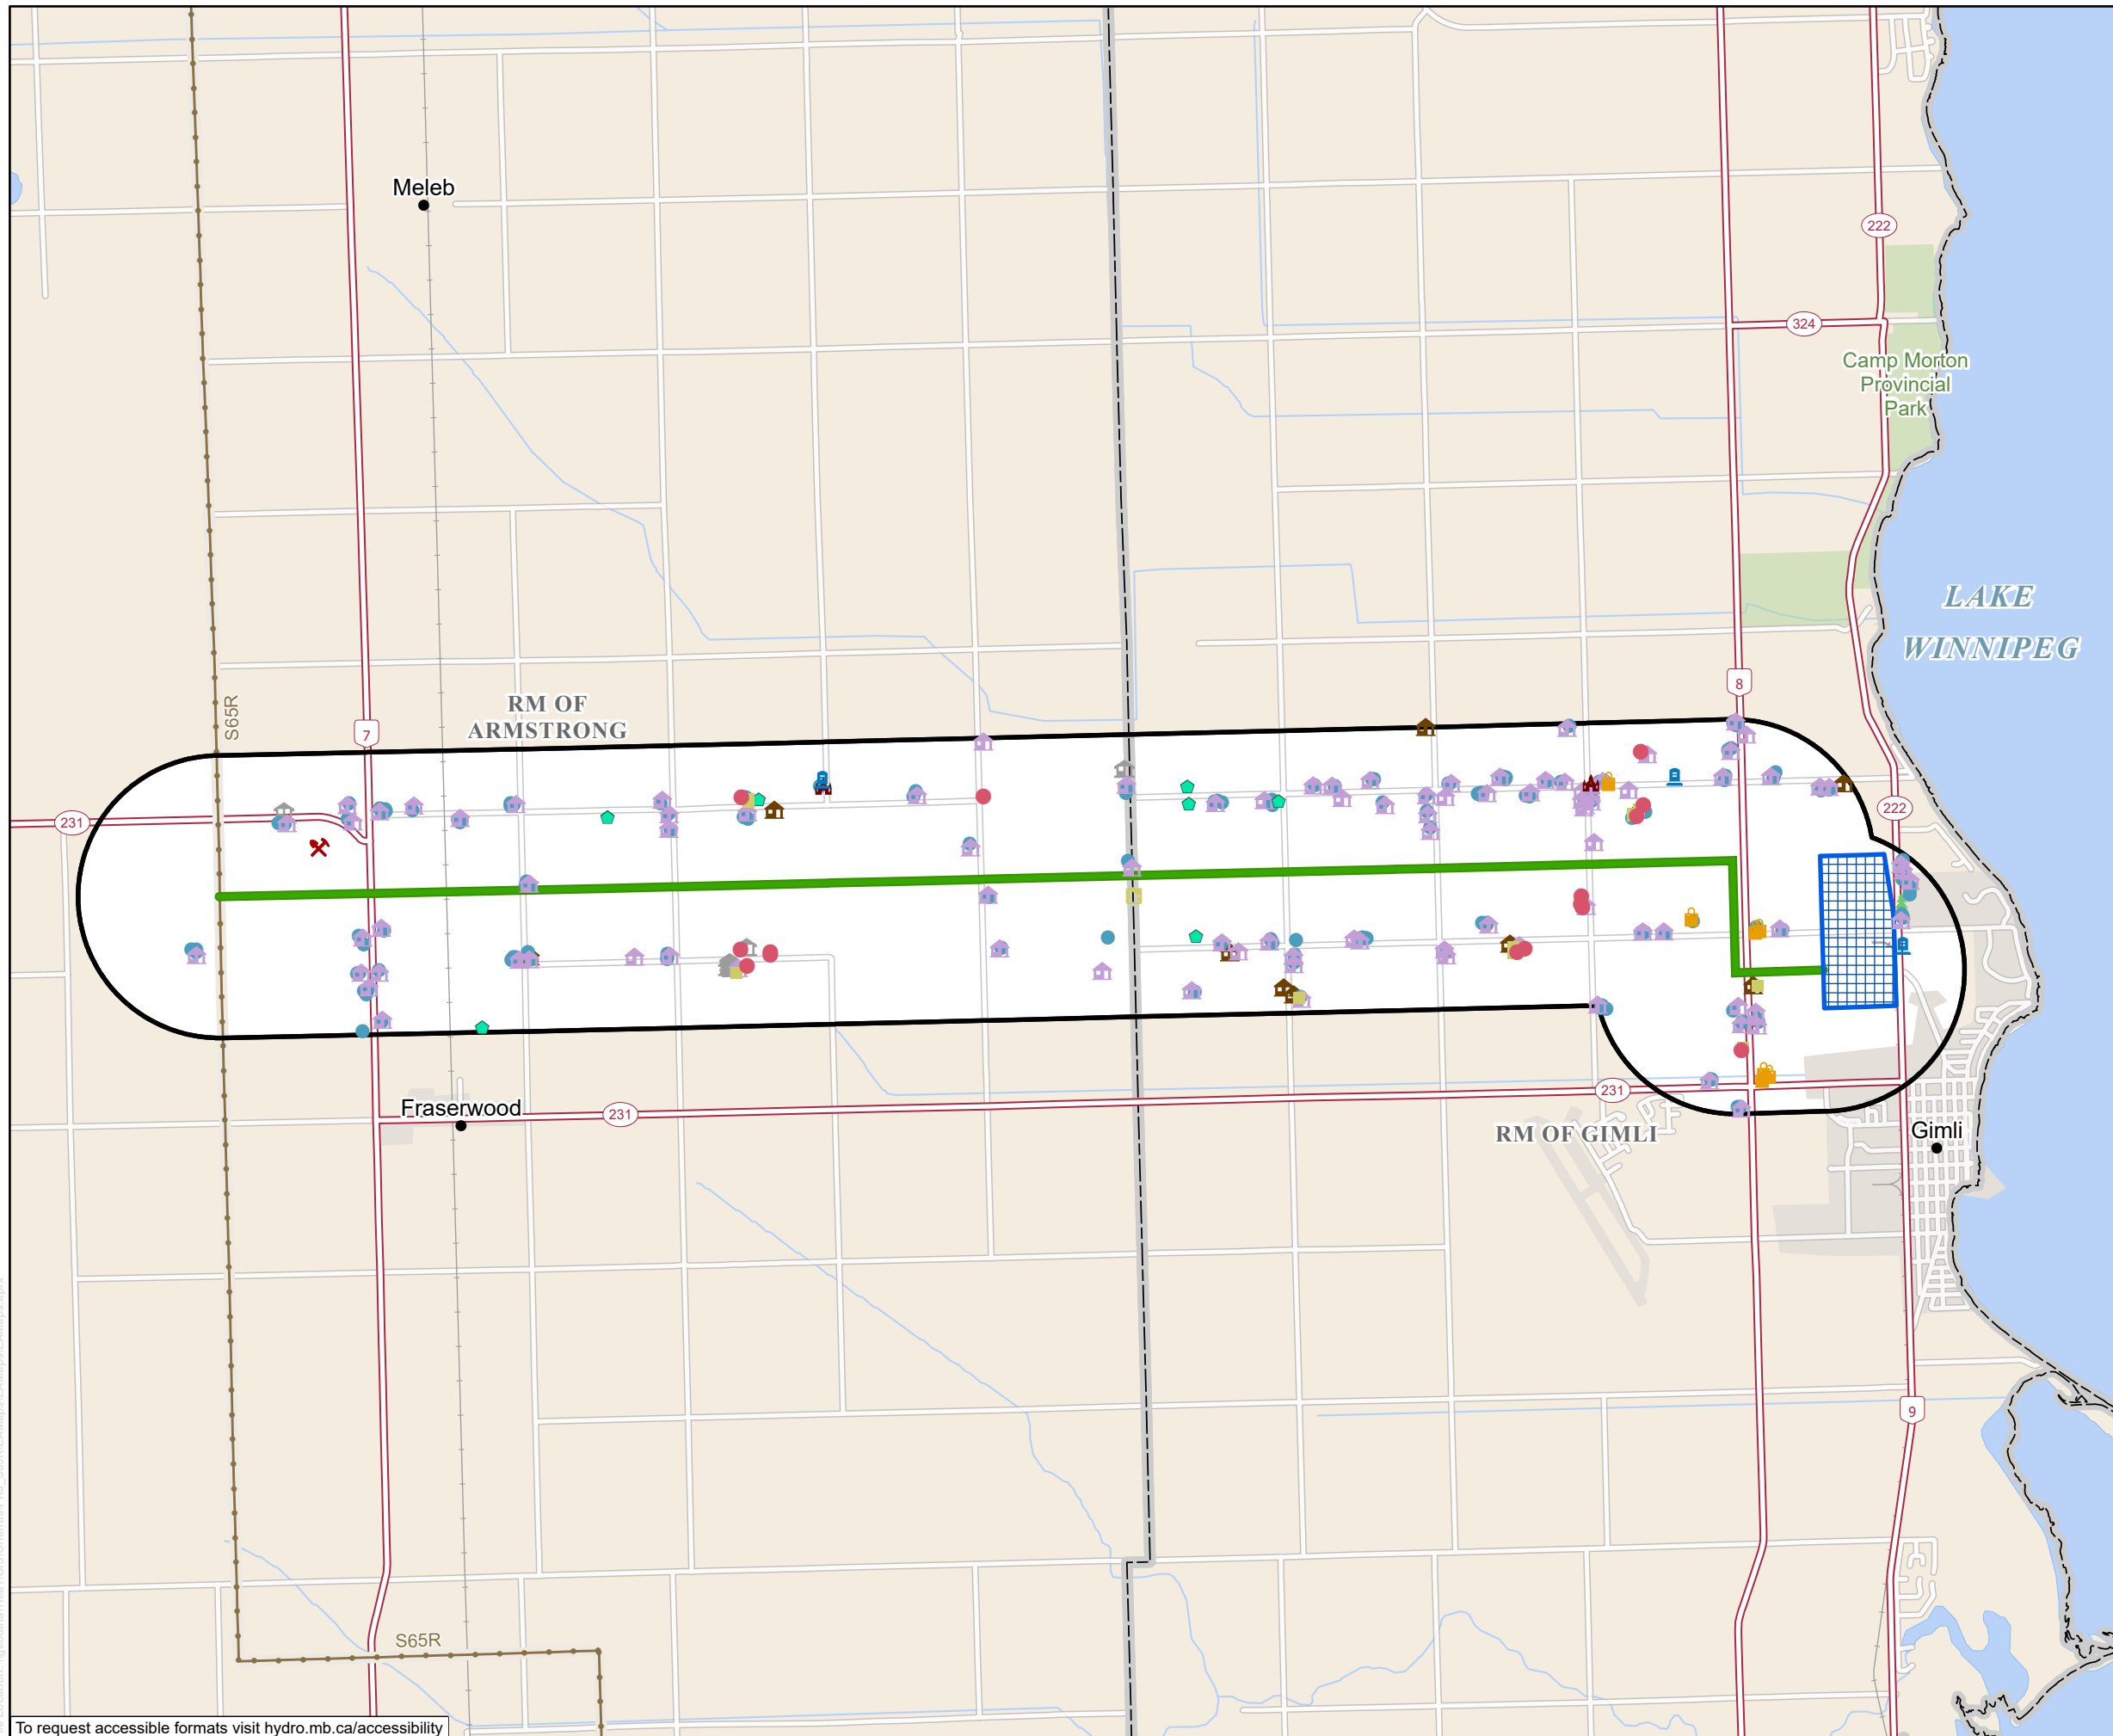 Meleb
222
324
Camp Morton
Provincial
Park
LAKE
WINNIPEG
S65R
RM OF
ARMSTRONG
7
8
231
222
Fraserwood
231
231
RM OF GIMLI
Gimli
9
S65R
To request accessible formats visit hydro.mb.ca/accessibility